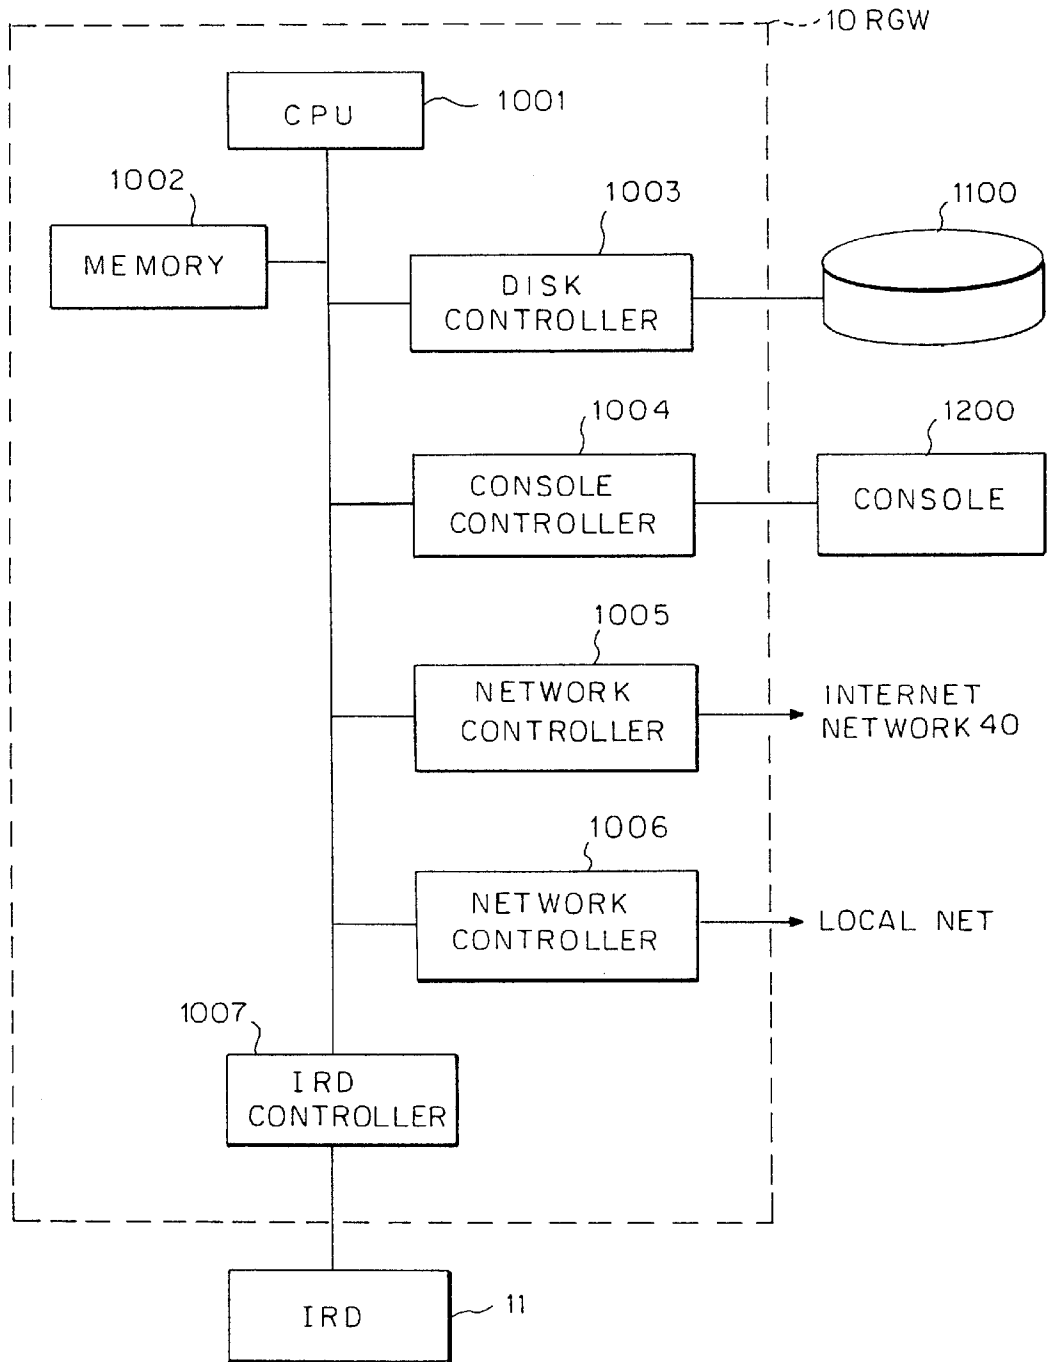 10 RGW
CPU
1001
1002
MEMORY
1003
DISK
CONTROLLER
1100
1004
CONSOLE
CONTROLLER
1200
CONSOLE
1005
NETWORK
CONTROLLER
INTERNET
NETWORK 40
1006
NETWORK
CONTROLLER
LOCAL NET
1007
IRD
CONTROLLER
IRD
11